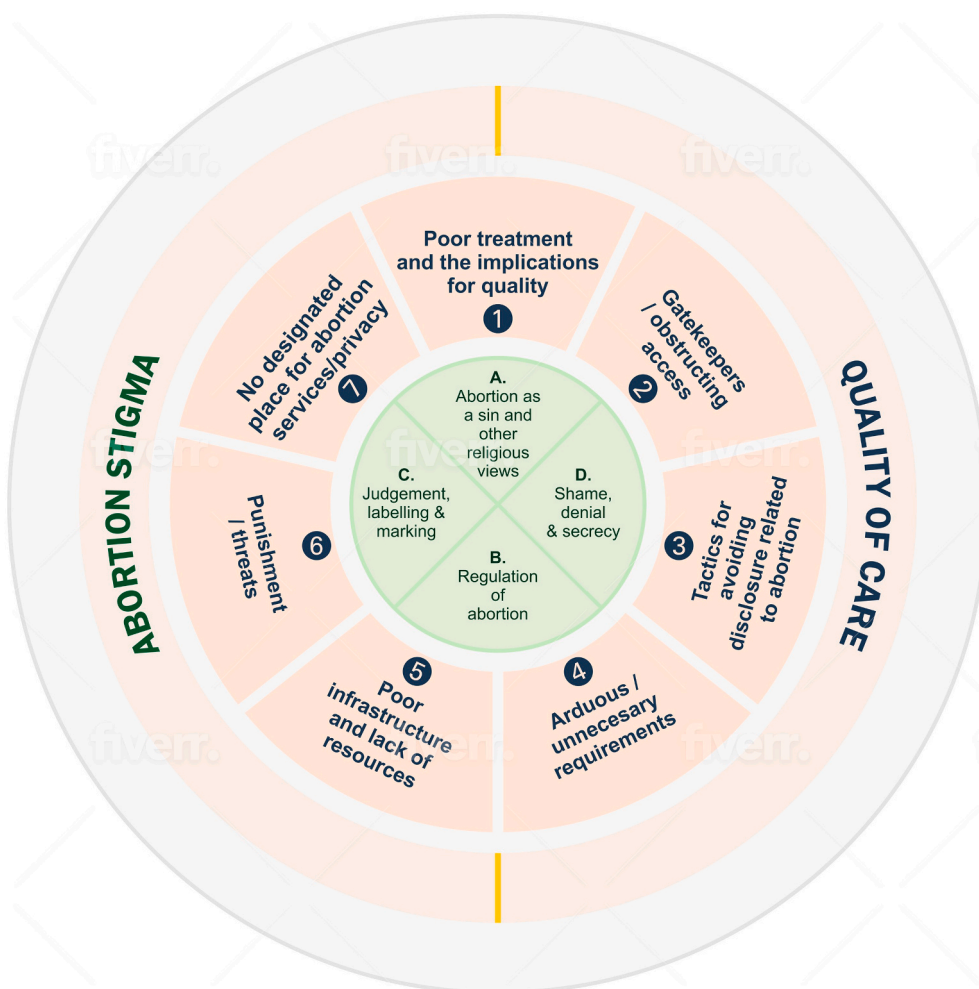 ABORTION STIGMA
QUALITY OF CARE
Poor treatment
and the implications
for quality
1
Gatekeepers
/ obstructing
access
2
Tactics for
avoiding
disclosure related
to abortion
3
4
Arduous /
unnecesary
requirements
5
Poor
infrastructure
and lack of
resources
Punishment
/ threats
6
No designated
place for abortion
services/privacy
7
A.
Abortion as
a sin and
other
religious
views
B.
Regulation
of
abortion
C.
Judgement,
labelling &
marking
D.
Shame,
denial
& secrecy
fiverr.
fiverr.
fiverr.
fiverr.
fiverr.
fiverr.
fiverr.
fiverr.
fiverr.